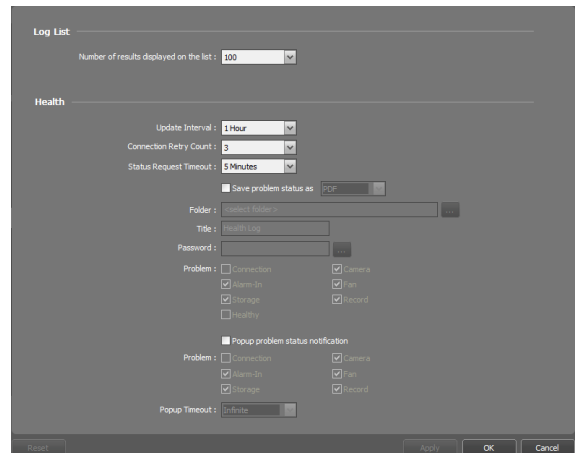 Log List
Number of results displayed on the list : 100
Health
Update Interval : 1 Hour
Connection Retry Count : 3
Status Request Timeout : 5 Minutes
Save problem status as PDF
Folder : <select folder> ...
Title : Health Log
Password : ...
Problem : Connection Camera
Alarm-In Fan
Storage Record
Healthy
Popup problem status notification
Problem : Connection Camera
Alarm-In Fan
Storage Record
Popup Timeout : Infinite
Reset Apply OK Cancel